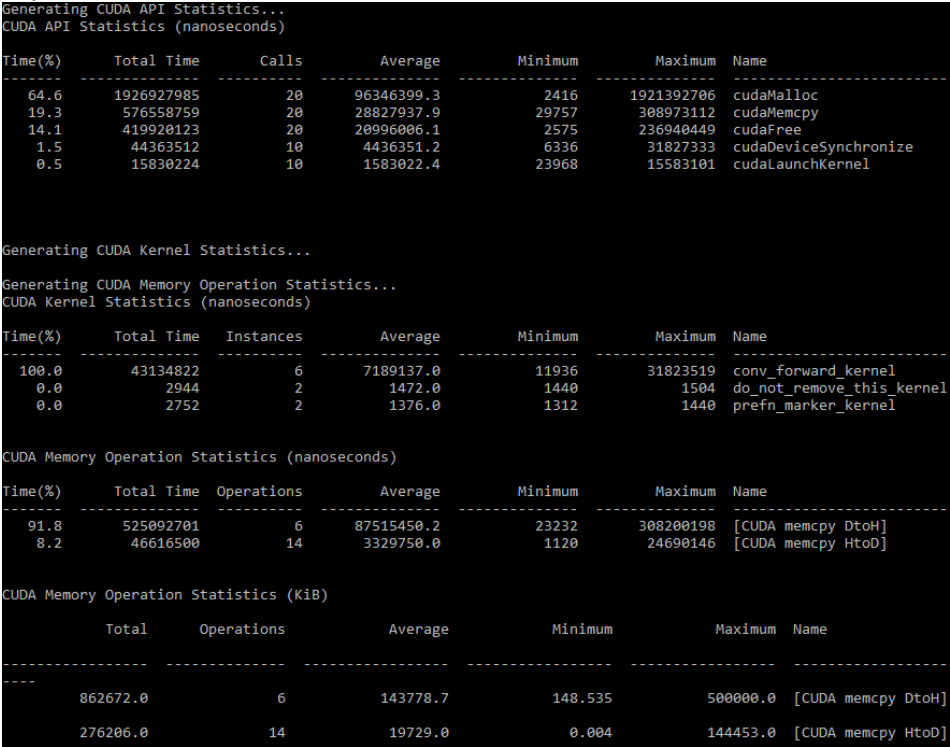 Generating CUDA API Statistics...
CUDA API Statistics (nanoseconds)
Time(%) Total Time Calls Average Minimum Maximum Name
------- -------------- ---------- -------------- -------------- -------------- -------------------------
64.6 1926927985 20 96346399.3 2416 1921392706 cudaMalloc
19.3 576558759 20 28827937.9 29757 308973112 cudaMemcpy
14.1 419920123 20 20996006.1 2575 236940449 cudaFree
1.5 44363512 10 4436351.2 6336 31827333 cudaDeviceSynchronize
0.5 15830224 10 1583022.4 23968 15583101 cudaLaunchKernel
Generating CUDA Kernel Statistics...
Generating CUDA Memory Operation Statistics...
CUDA Kernel Statistics (nanoseconds)
Time(%) Total Time Instances Average Minimum Maximum Name
------- -------------- ---------- -------------- -------------- -------------- -------------------------
100.0 43134822 6 7189137.0 11936 31823519 conv_forward_kernel
0.0 2944 2 1472.0 1440 1504 do_not_remove_this_kernel
0.0 2752 2 1376.0 1312 1440 prefn_marker_kernel
CUDA Memory Operation Statistics (nanoseconds)
Time(%) Total Time Operations Average Minimum Maximum Name
------- -------------- ---------- -------------- -------------- -------------- -------------------------
91.8 525092701 6 87515450.2 23232 308200198 [CUDA memcpy DtoH]
8.2 46616500 14 3329750.0 1120 24690146 [CUDA memcpy HtoD]
CUDA Memory Operation Statistics (KiB)
Total Operations Average Minimum Maximum Name
----------------- -------------- ----------------- ----------------- ----------------- ------------------
----
862672.0 6 143778.7 148.535 500000.0 [CUDA memcpy DtoH]
276206.0 14 19729.0 0.004 144453.0 [CUDA memcpy HtoD]